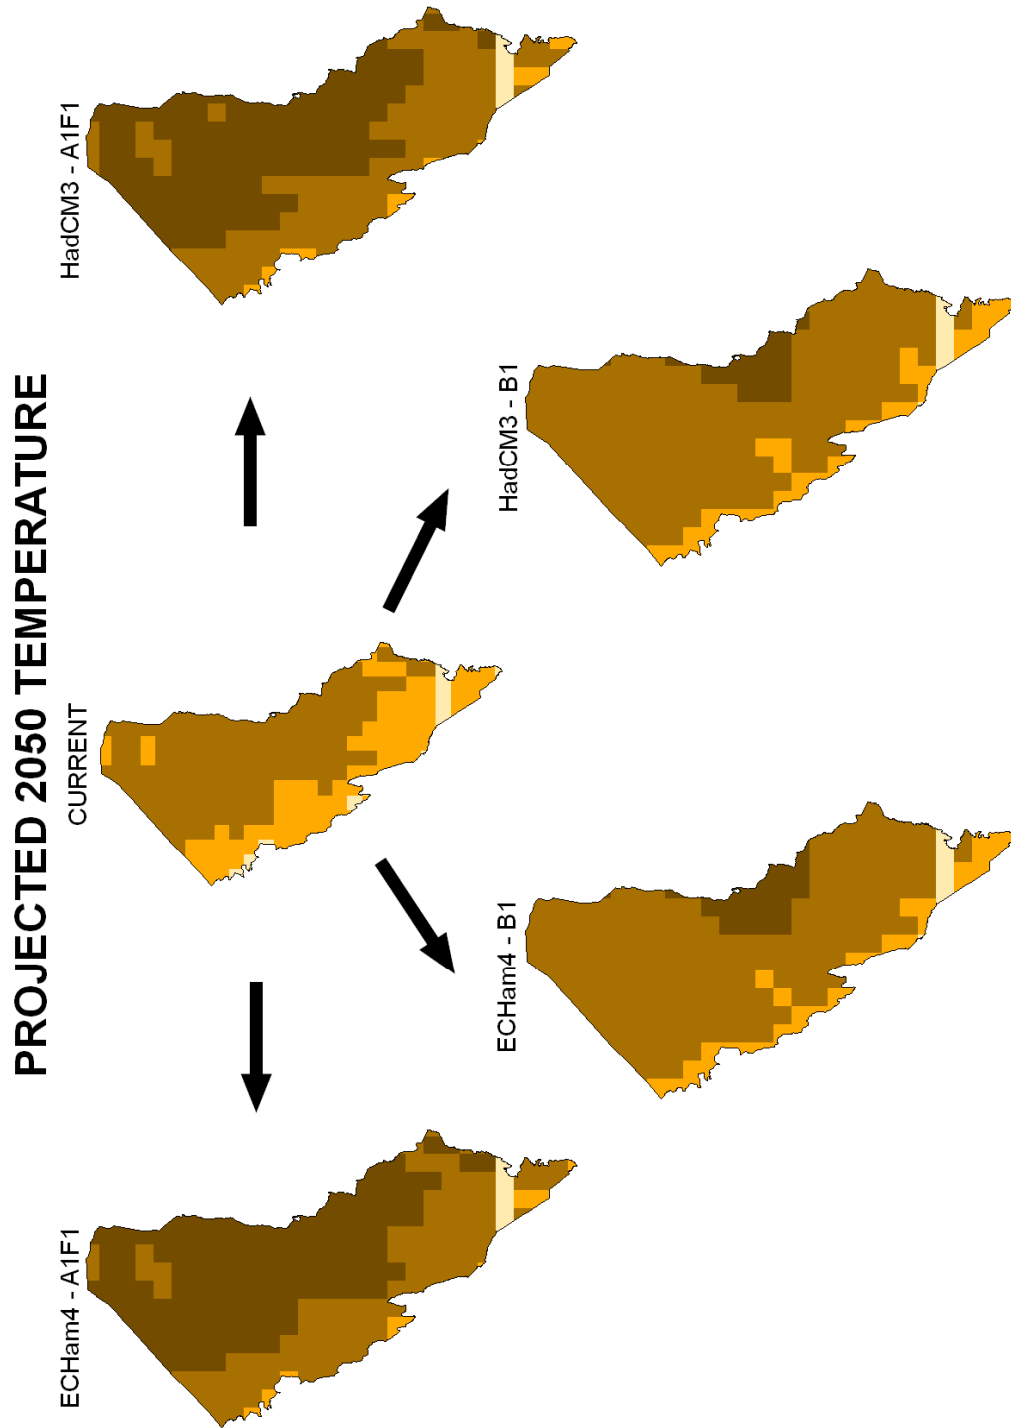 PROJECTED 2050 TEMPERATURE
CURRENT
ECHam4 - A1F1
HadCM3 - A1F1
ECHam4 - B1
HadCM3 - B1